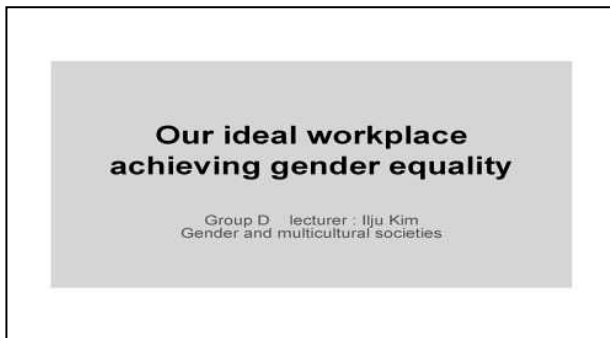 Our ideal workplace
achieving gender equality
Group D lecturer : Ilju Kim
Gender and multicultural societies